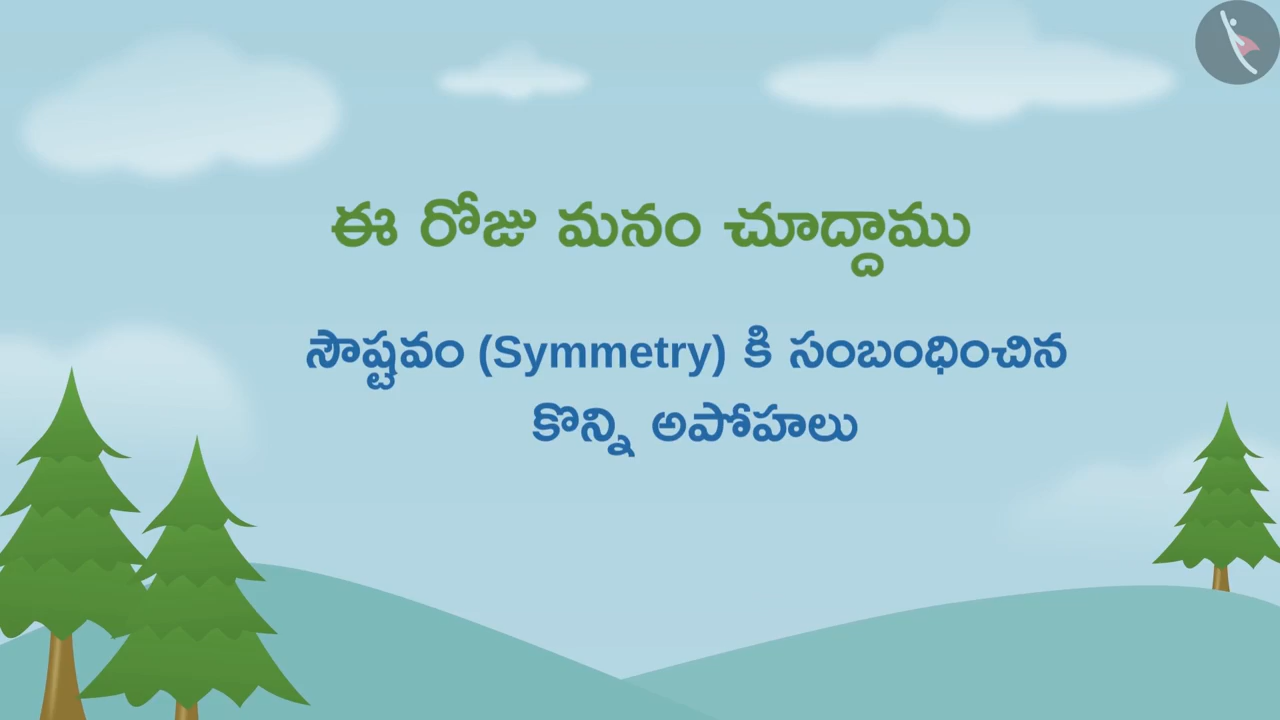 ఈ రోజు మనం చూద్దాము
సౌష్టవం (Symmetry) కి సంబంధించిన
కొన్ని అపోహలు